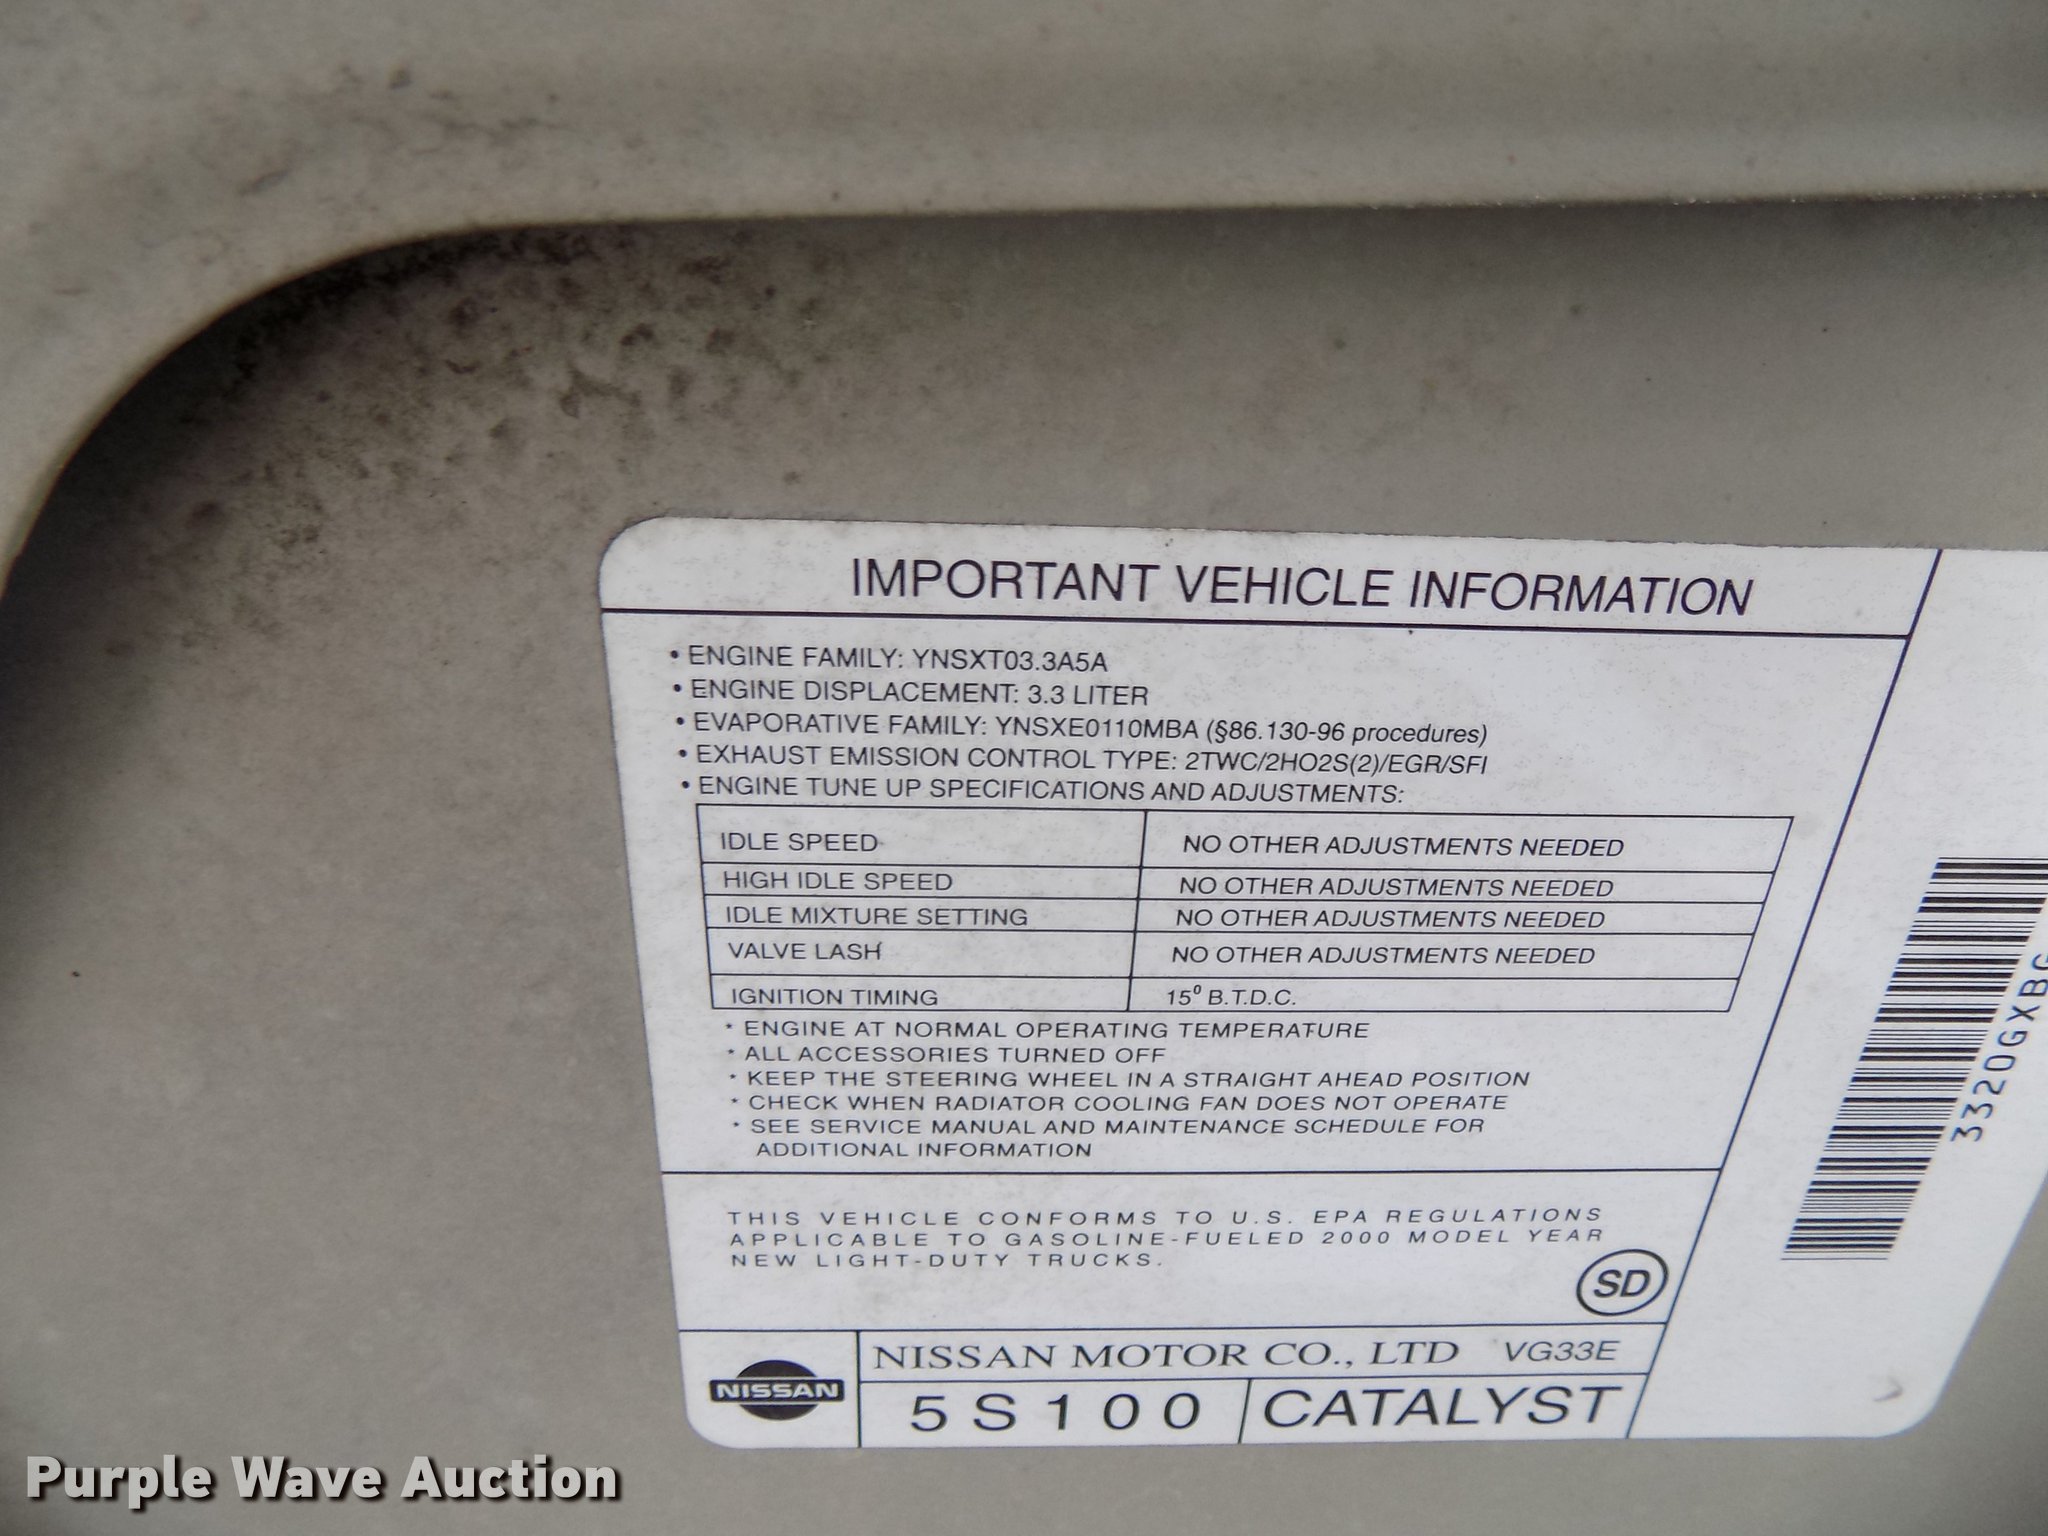 IMPORTANT VEHICLE INFORMATION
• ENGINE FAMILY: YNSXT03.3A5A
• ENGINE DISPLACEMENT: 3.3 LITER
• EVAPORATIVE FAMILY: YNSXE0110MBA (§86.130-96 procedures)
• EXHAUST EMISSION CONTROL TYPE: 2TWC/2HO2S(2)/EGR/SFI
• ENGINE TUNE UP SPECIFICATIONS AND ADJUSTMENTS:
IDLE SPEED NO OTHER ADJUSTMENTS NEEDED
HIGH IDLE SPEED NO OTHER ADJUSTMENTS NEEDED
IDLE MIXTURE SETTING NO OTHER ADJUSTMENTS NEEDED
VALVE LASH NO OTHER ADJUSTMENTS NEEDED
IGNITION TIMING 15⁰ B.T.D.C.
* ENGINE AT NORMAL OPERATING TEMPERATURE
* ALL ACCESSORIES TURNED OFF
* KEEP THE STEERING WHEEL IN A STRAIGHT AHEAD POSITION
* CHECK WHEN RADIATOR COOLING FAN DOES NOT OPERATE
* SEE SERVICE MANUAL AND MAINTENANCE SCHEDULE FOR
ADDITIONAL INFORMATION
THIS VEHICLE CONFORMS TO U.S. EPA REGULATIONS
APPLICABLE TO GASOLINE-FUELED 2000 MODEL YEAR
NEW LIGHT-DUTY TRUCKS.
SD
NISSAN
NISSAN MOTOR CO., LTD VG33E
5S100 CATALYST
3320GXBG
Purple Wave Auction